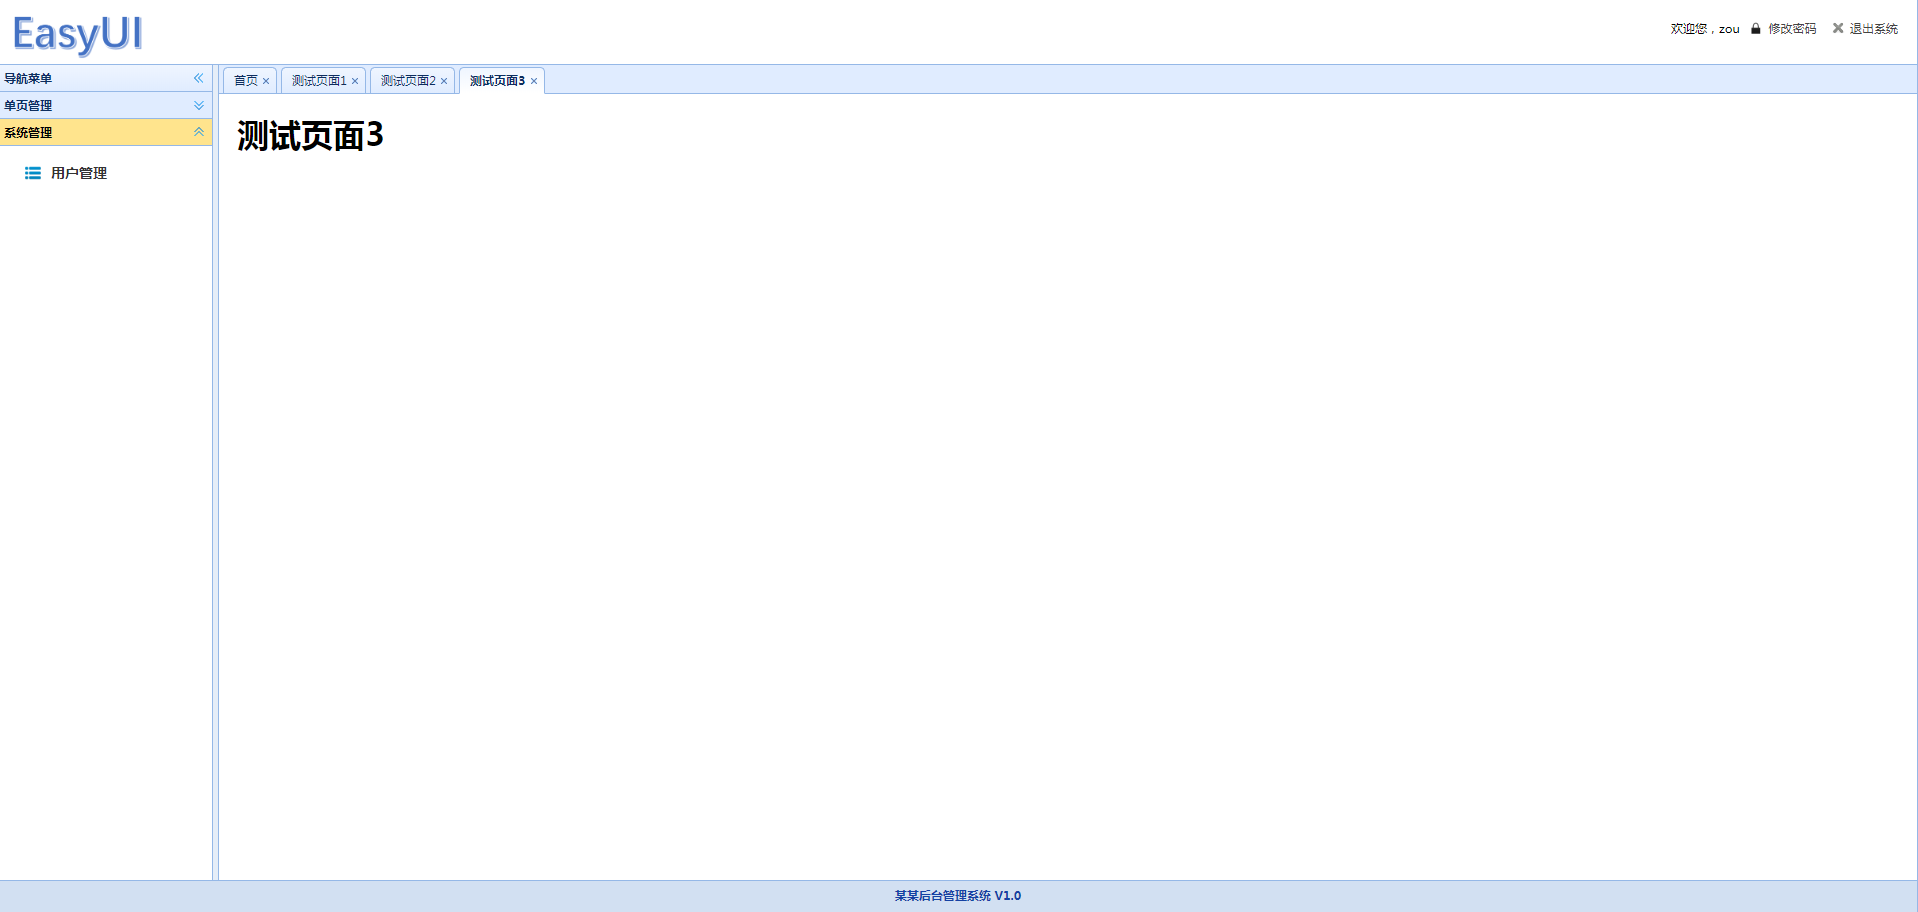 EasyUI
欢迎您，zou 修改密码 退出系统
导航菜单
单页管理
系统管理
用户管理
首页 测试页面1 测试页面2 测试页面3
测试页面3
某某后台管理系统 V1.0